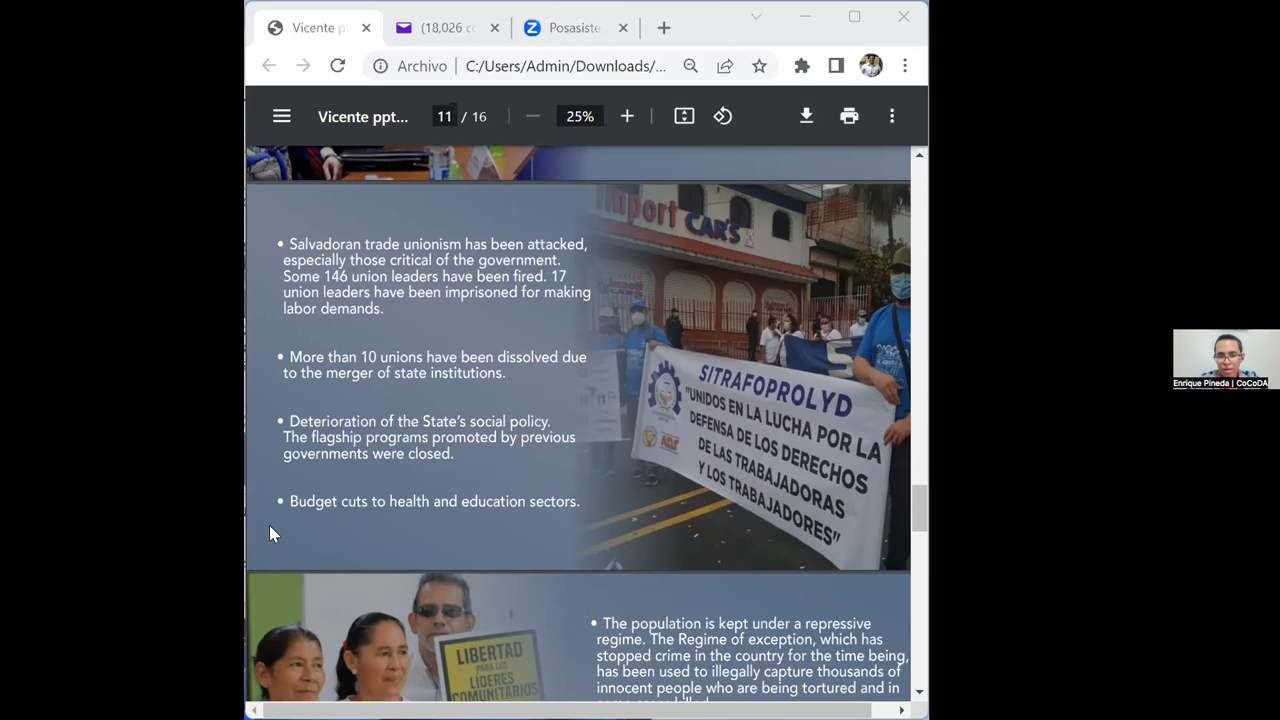 Vicente p
(18,026 c
Posasiste
Archivo
C:/Users/Admin/Downloads/...
Vicente ppt...
11 / 16
25%
• Salvadoran trade unionism has been attacked,
especially those critical of the government.
Some 146 union leaders have been fired. 17
union leaders have been imprisoned for making
labor demands.
• More than 10 unions have been dissolved due
to the merger of state institutions.
• Deterioration of the State's social policy.
The flagship programs promoted by previous
governments were closed.
• Budget cuts to health and education sectors.
import CAR'S
SITRAFOPROLYD
"UNIDOS EN LA LUCHA POR LA
DEFENSA DE LOS DERECHOS
DE LAS TRABAJADORAS
Y LOS TRABAJADORES"
LIBERTAD
PARA LOS
LÍDERES
COMUNITARIOS
• The population is kept under a repressive
regime. The Regime of exception, which has
stopped crime in the country for the time being,
has been used to illegally capture thousands of
innocent people who are being tortured and in
Enrique Pineda | CoCoDA